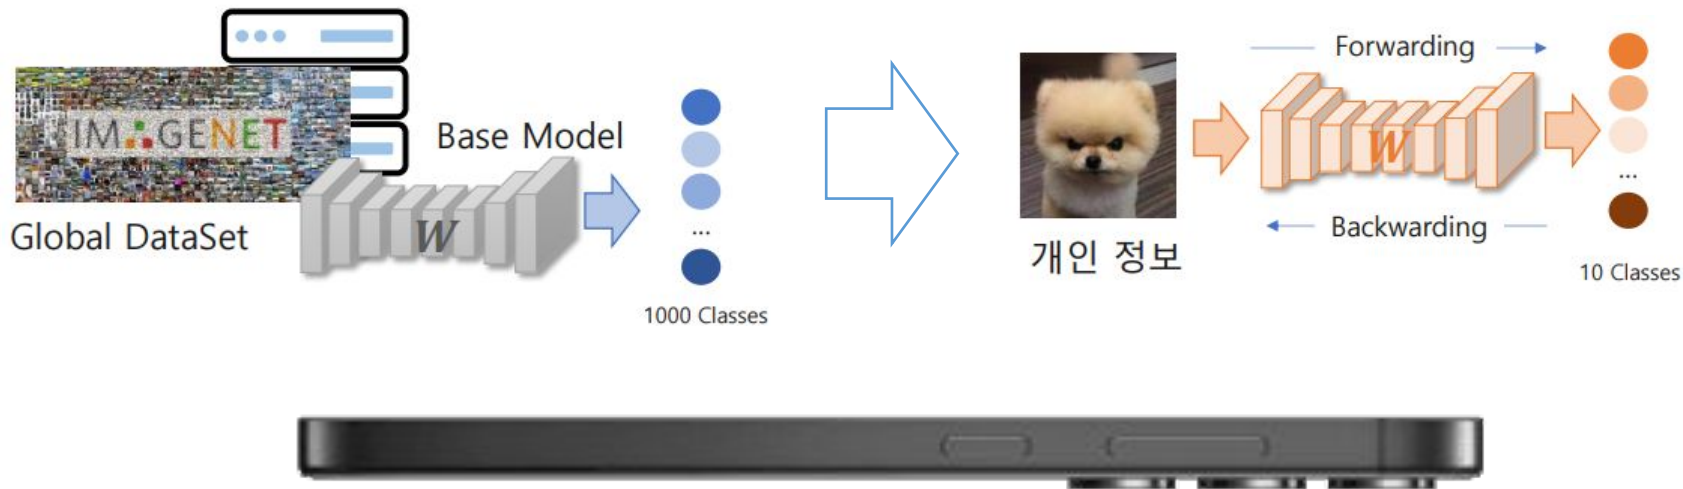 IMAGENET
Base Model
W
Global DataSet
...
1000 Classes
Forwarding
W
...
Backwarding
개인 정보
10 Classes